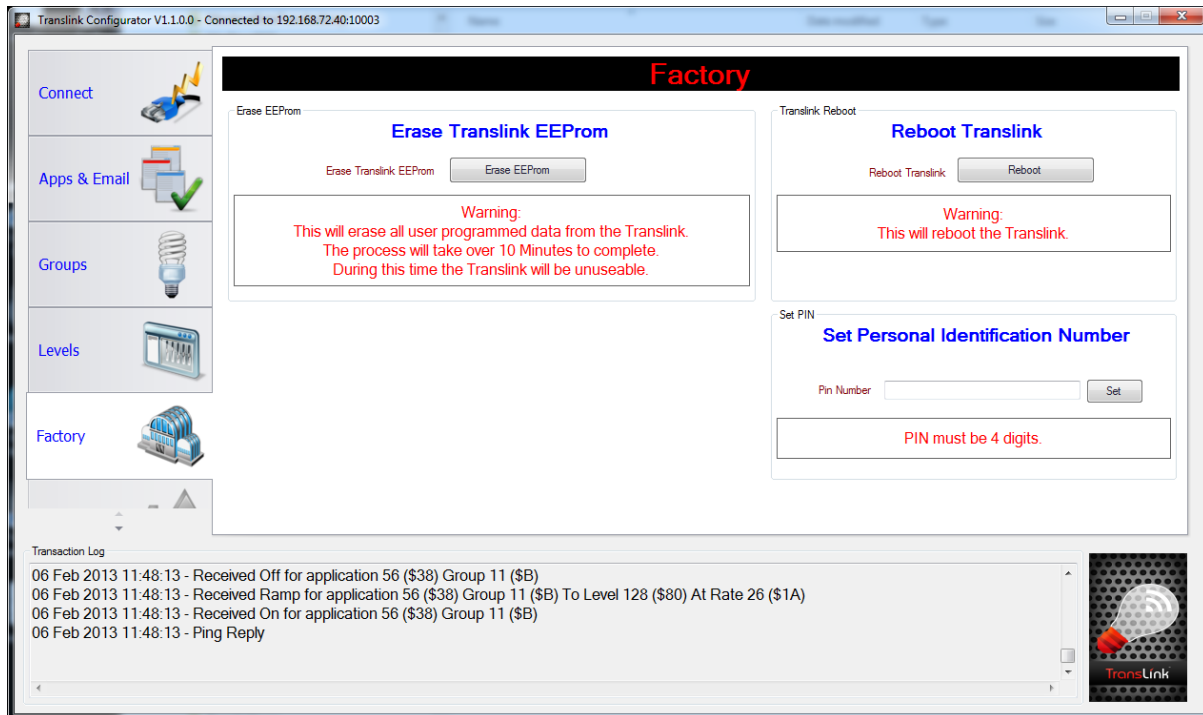 Translink Configurator V1.1.0.0 - Connected to 192.168.72.40:10003
Name
Date modified
Type
Size
Connect
Apps & Email
Groups
Levels
Factory
Factory
Erase EEProm
Erase Translink EEProm
Erase Translink EEProm
Erase EEProm
Warning:
This will erase all user programmed data from the Translink.
The process will take over 10 Minutes to complete.
During this time the Translink will be unuseable.
Translink Reboot
Reboot Translink
Reboot Translink
Reboot
Warning:
This will reboot the Translink.
Set PIN
Set Personal Identification Number
Pin Number
Set
PIN must be 4 digits.
Transaction Log
06 Feb 2013 11:48:13 - Received Off for application 56 ($38) Group 11 ($B)
06 Feb 2013 11:48:13 - Received Ramp for application 56 ($38) Group 11 ($B) To Level 128 ($80) At Rate 26 ($1A)
06 Feb 2013 11:48:13 - Received On for application 56 ($38) Group 11 ($B)
06 Feb 2013 11:48:13 - Ping Reply
TransLink